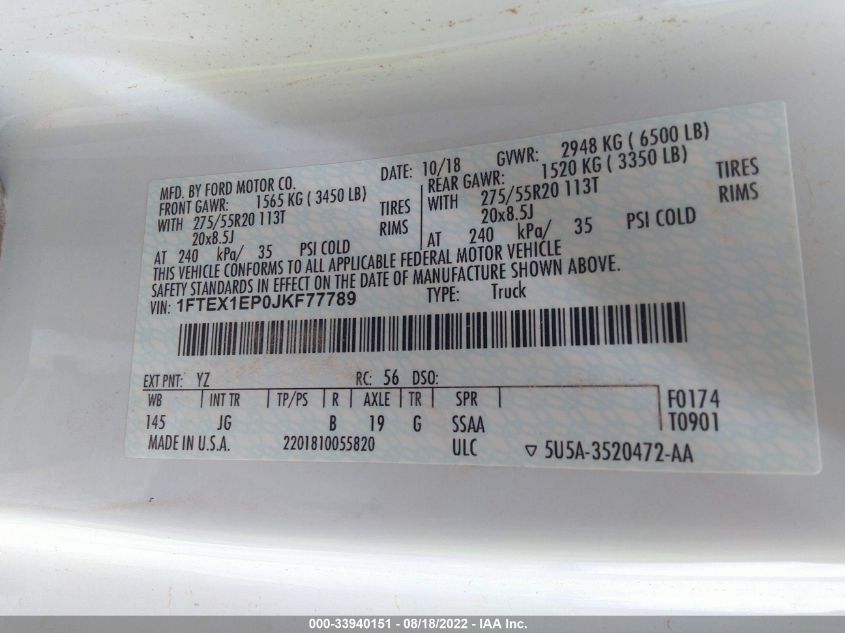 MFD. BY FORD MOTOR CO. DATE: 10/18 GVWR: 2948 KG ( 6500 LB)
FRONT GAWR: 1565 KG ( 3450 LB) REAR GAWR: 1520 KG ( 3350 LB)
WITH 275/55R20 113T TIRES WITH 275/55R20 113T TIRES
20x8.5J RIMS 20x8.5J RIMS
AT 240 kPa/ 35 PSI COLD AT 240 kPa/ 35 PSI COLD
THIS VEHICLE CONFORMS TO ALL APPLICABLE FEDERAL MOTOR VEHICLE
SAFETY STANDARDS IN EFFECT ON THE DATE OF MANUFACTURE SHOWN ABOVE.
VIN: 1FTEX1EP0JKF77789 TYPE: Truck
EXT PNT: YZ RC: 56 DSO:
WB INT TR TP/PS R AXLE TR SPR F0174
145 JG B 19 G SSAA T0901
MADE IN U.S.A. 2201810055820 ULC ▽ 5U5A-3520472-AA
000-33940151 - 08/18/2022 - IAA Inc.